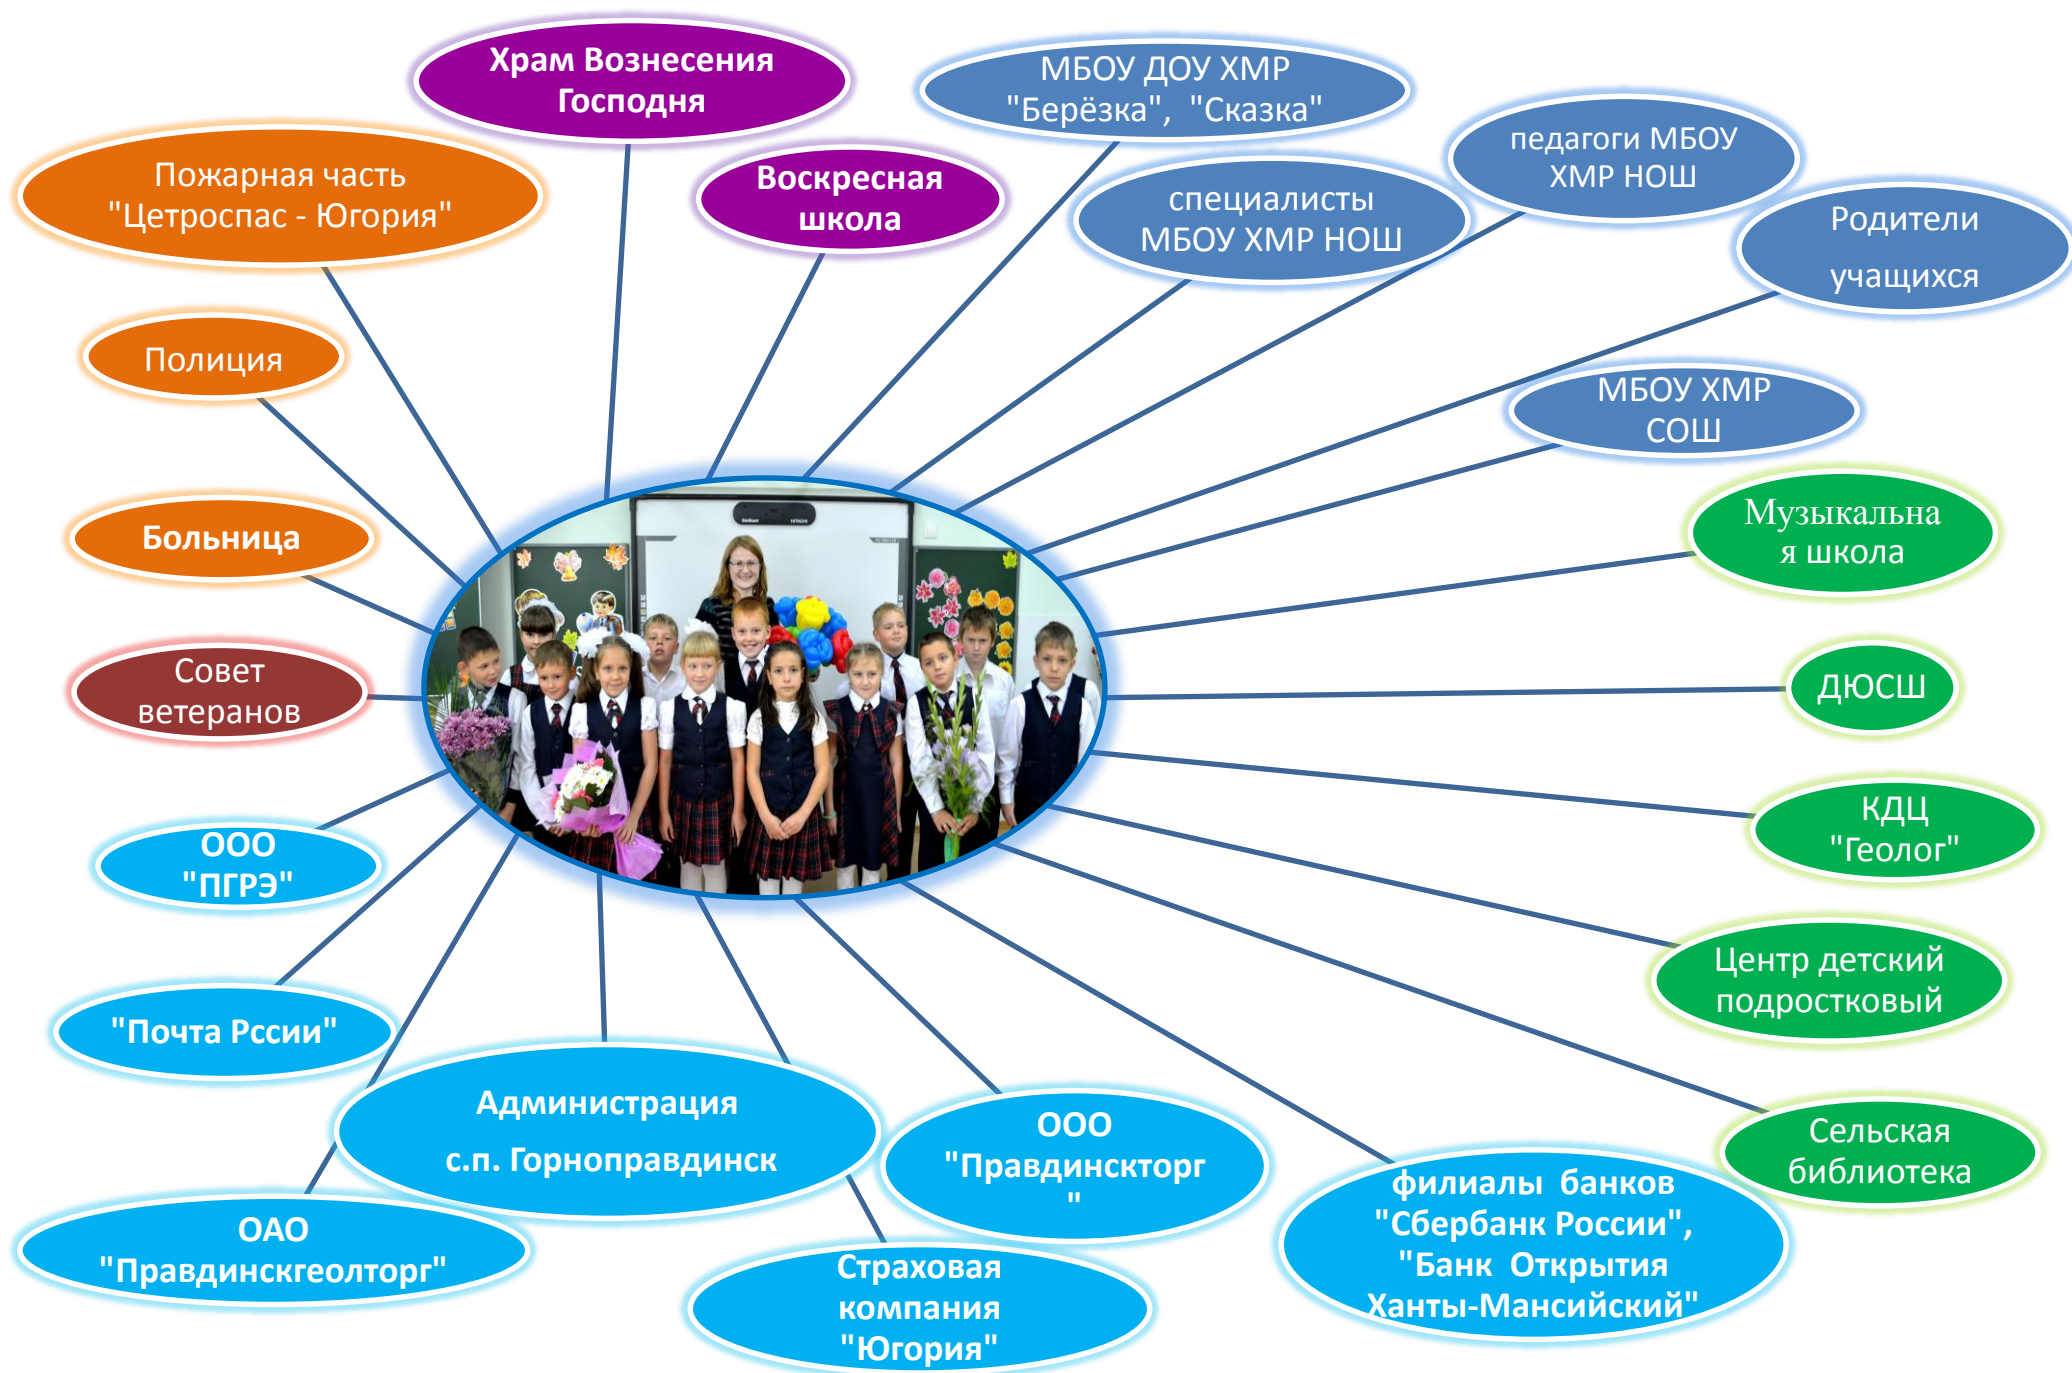 Храм Вознесения
Господня
МБОУ ДОУ ХМР
"Берёзка",  "Сказка"
педагоги МБОУ
ХМР НОШ
Пожарная часть
"Цетроспас - Югория"
Воскресная
школа
специалисты
МБОУ ХМР НОШ
Родители
учащихся
Полиция
МБОУ ХМР
СОШ
Больница
Музыкальна
я школа
Совет
ветеранов
ДЮСШ
ООО
"ПГРЭ"
КДЦ
"Геолог"
Центр детский
подростковый
"Почта Рссии"
Администрация
с.п. Горноправдинск
ООО
"Правдинскторг
"
Сельская
библиотека
ОАО
"Правдинскгеолторг"
Страховая
компания
"Югория"
филиалы  банков
"Сбербанк России",
"Банк  Открытия
Ханты-Мансийский"